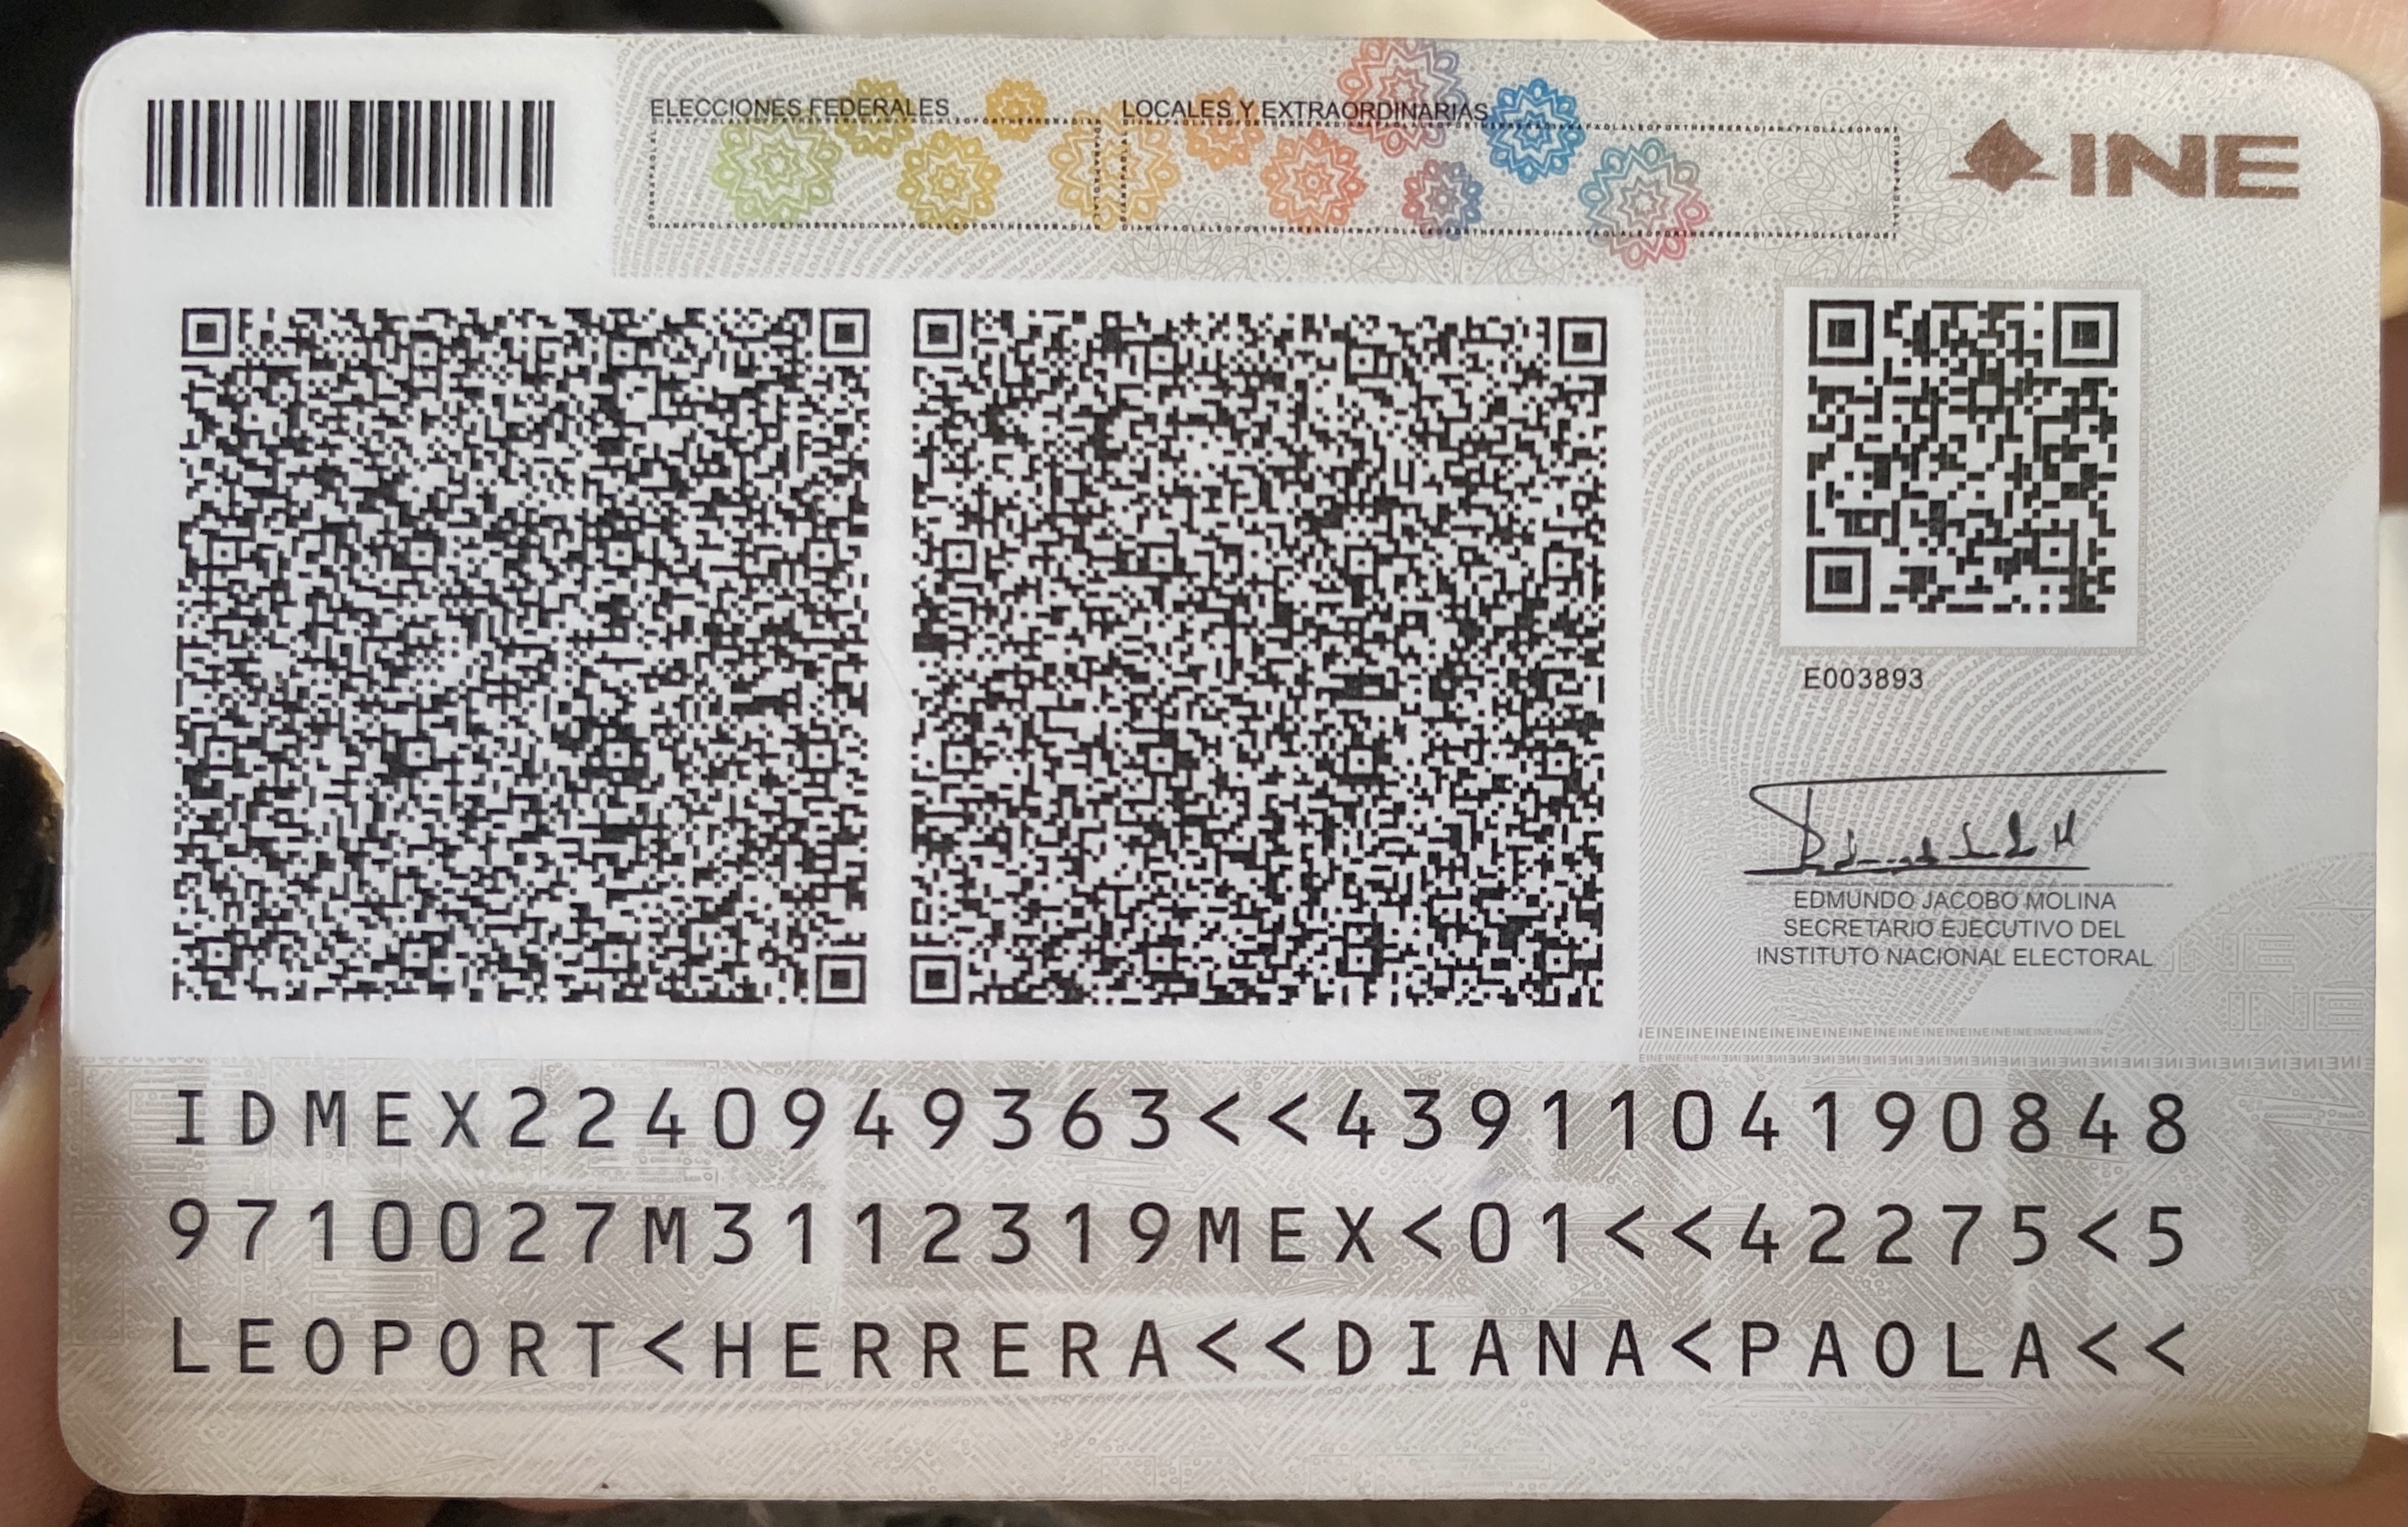 ELECCIONES FEDERALES LOCALES Y EXTRAORDINARIAS
INE
E003893
EDMUNDO JACOBO MOLINA
SECRETARIO EJECUTIVO DEL
INSTITUTO NACIONAL ELECTORAL
IDMEX2240949363<<4391104190848
9710027M3112319MEX<01<<42275<5
LEOPORT<HERRERA<<DIANA<PAOLA<<